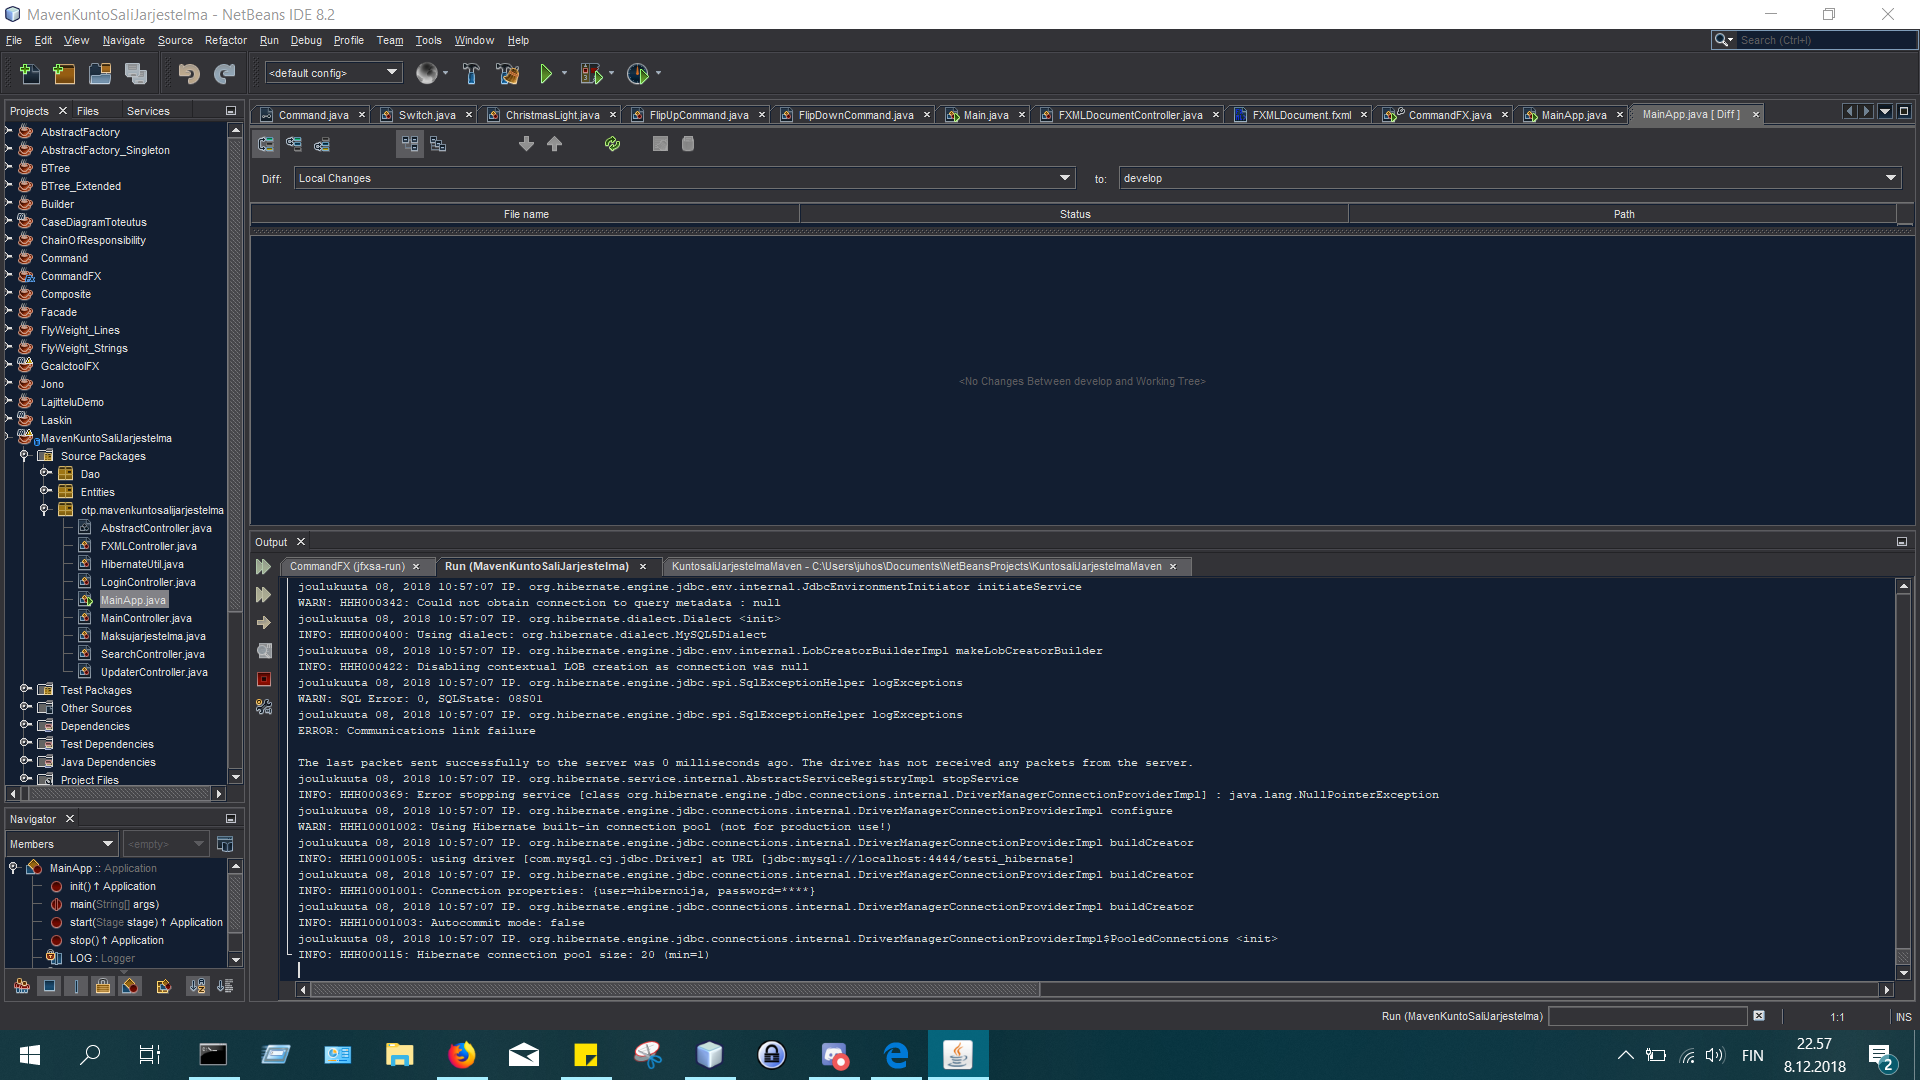 MavenKuntoSaliJarjestelma - NetBeans IDE 8.2
File Edit View Navigate Source Refactor Run Debug Profile Team Tools Window Help
Search (Ctrl+I)
<default config>
Projects Files Services
Command.java Switch.java ChristmasLight.java FlipUpCommand.java FlipDownCommand.java Main.java FXMLDocumentController.java FXMLDocument.fxml CommandFX.java MainApp.java MainApp.java [ Diff ]
AbstractFactory
AbstractFactory_Singleton
BTree
BTree_Extended
Builder
CaseDiagramToteutus
ChainOfResponsibility
Command
CommandFX
Composite
Facade
FlyWeight_Lines
FlyWeight_Strings
GcalctoolFX
Jono
LajitteluDemo
Laskin
MavenKuntoSaliJarjestelma
Source Packages
Dao
Entities
otp.mavenkuntosalijarjestelma
AbstractController.java
FXMLController.java
HibernateUtil.java
LoginController.java
MainApp.java
MainController.java
Maksujarjestelma.java
SearchController.java
UpdaterController.java
Test Packages
Other Sources
Dependencies
Test Dependencies
Java Dependencies
Project Files
Diff: Local Changes to: develop
File name Status Path
<No Changes Between develop and Working Tree>
Output
CommandFX (jfxsa-run) Run (MavenKuntoSaliJarjestelma) KuntosaliJarjestelmaMaven - C:\Users\juhos\Documents\NetBeansProjects\KuntosaliJarjestelmaMaven
joulukuuta 08, 2018 10:57:07 IP. org.hibernate.engine.jdbc.env.internal.JdbcEnvironmentInitiator initiateService
WARN: HHH000342: Could not obtain connection to query metadata : null
joulukuuta 08, 2018 10:57:07 IP. org.hibernate.dialect.Dialect <init>
INFO: HHH000400: Using dialect: org.hibernate.dialect.MySQL5Dialect
joulukuuta 08, 2018 10:57:07 IP. org.hibernate.engine.jdbc.env.internal.LobCreatorBuilderImpl makeLobCreatorBuilder
INFO: HHH000422: Disabling contextual LOB creation as connection was null
joulukuuta 08, 2018 10:57:07 IP. org.hibernate.engine.jdbc.spi.SqlExceptionHelper logExceptions
WARN: SQL Error: 0, SQLState: 08S01
joulukuuta 08, 2018 10:57:07 IP. org.hibernate.engine.jdbc.spi.SqlExceptionHelper logExceptions
ERROR: Communications link failure
The last packet sent successfully to the server was 0 milliseconds ago. The driver has not received any packets from the server.
joulukuuta 08, 2018 10:57:07 IP. org.hibernate.service.internal.AbstractServiceRegistryImpl stopService
INFO: HHH000369: Error stopping service [class org.hibernate.engine.jdbc.connections.internal.DriverManagerConnectionProviderImpl] : java.lang.NullPointerException
joulukuuta 08, 2018 10:57:07 IP. org.hibernate.engine.jdbc.connections.internal.DriverManagerConnectionProviderImpl configure
WARN: HHH10001002: Using Hibernate built-in connection pool (not for production use!)
joulukuuta 08, 2018 10:57:07 IP. org.hibernate.engine.jdbc.connections.internal.DriverManagerConnectionProviderImpl buildCreator
INFO: HHH10001005: using driver [com.mysql.cj.jdbc.Driver] at URL [jdbc:mysql://localhost:4444/testi_hibernate]
joulukuuta 08, 2018 10:57:07 IP. org.hibernate.engine.jdbc.connections.internal.DriverManagerConnectionProviderImpl buildCreator
INFO: HHH10001001: Connection properties: {user=hibernoija, password=****}
joulukuuta 08, 2018 10:57:07 IP. org.hibernate.engine.jdbc.connections.internal.DriverManagerConnectionProviderImpl buildCreator
INFO: HHH10001003: Autocommit mode: false
joulukuuta 08, 2018 10:57:07 IP. org.hibernate.engine.jdbc.connections.internal.DriverManagerConnectionProviderImpl$PooledConnections <init>
INFO: HHH000115: Hibernate connection pool size: 20 (min=1)
Navigator
Members <empty>
MainApp :: Application
init() ↑ Application
main(String[] args)
start(Stage stage) ↑ Application
stop() ↑ Application
LOG : Logger
Run (MavenKuntoSaliJarjestelma) 1:1 INS
FIN
22.57
8.12.2018
2